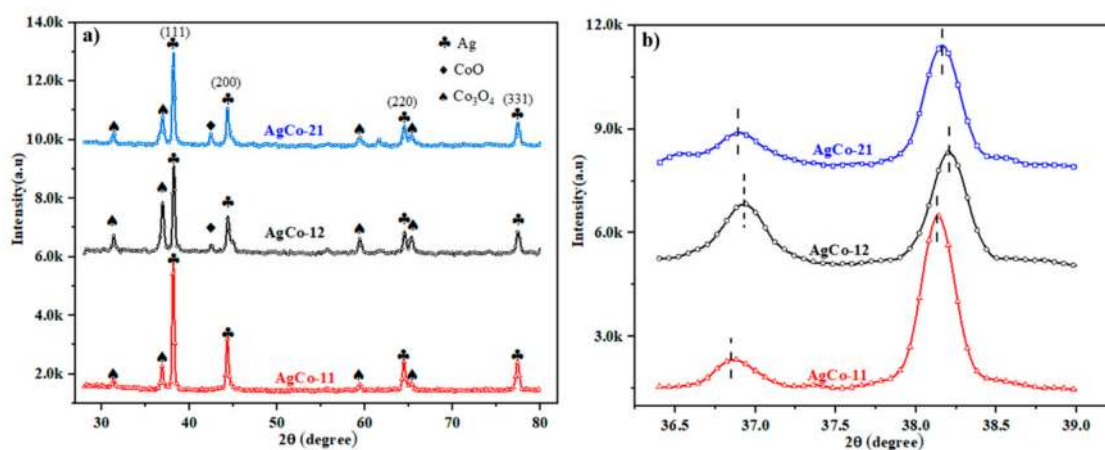 a)
14.0k
12.0k
10.0k
8.0k
6.0k
4.0k
2.0k
Intensity(a.u)
(111)
(200)
(220)
(331)
♣ Ag
♦ CoO
♠ Co₃O₄
AgCo-21
AgCo-12
AgCo-11
30 40 50 60 70 80
2θ (degree)
b)
12.0k
9.0k
6.0k
3.0k
Intensity(a.u)
AgCo-21
AgCo-12
AgCo-11
36.5 37.0 37.5 38.0 38.5 39.0
2θ (degree)